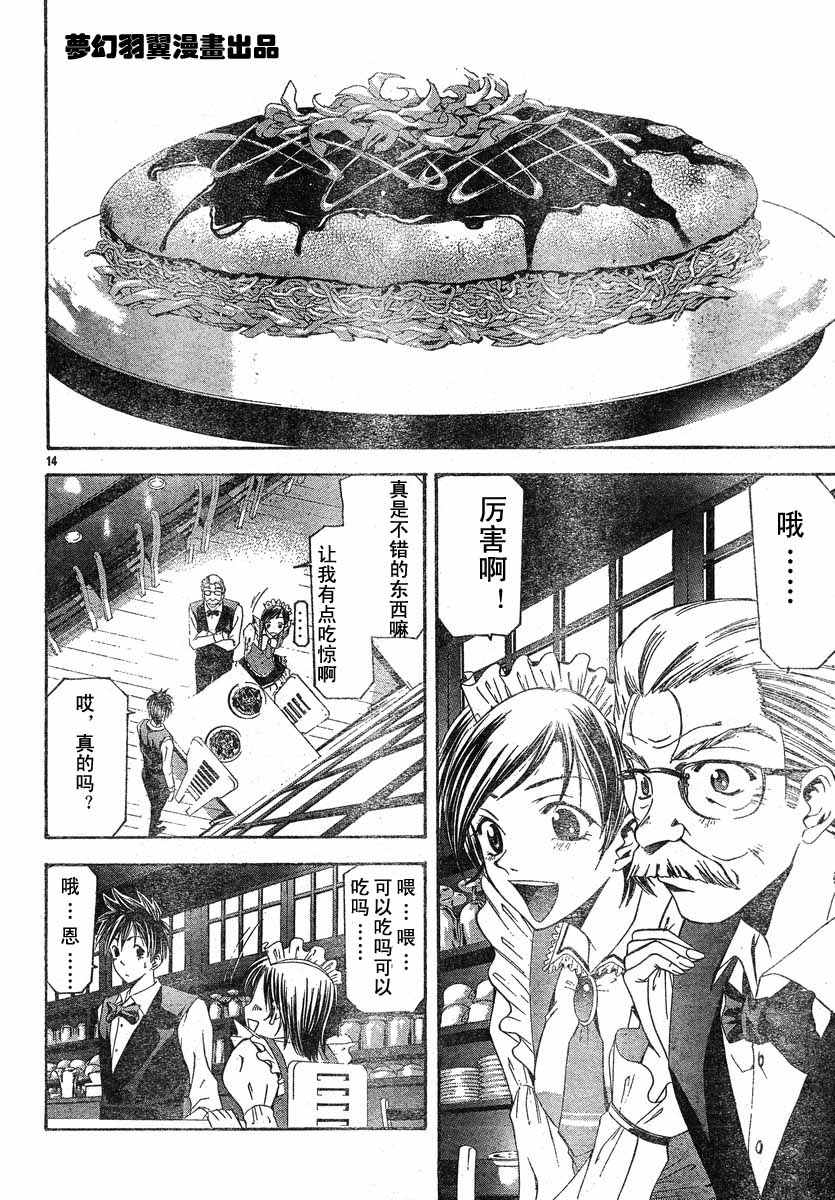 夢幻羽翼漫畫出品
14
哦……
厉害啊！
真是不错的东西嘛
让我有点吃惊啊
……
哎，真的吗？
喂…喂…
可以吃吗可以
吃吗……
哦…恩……